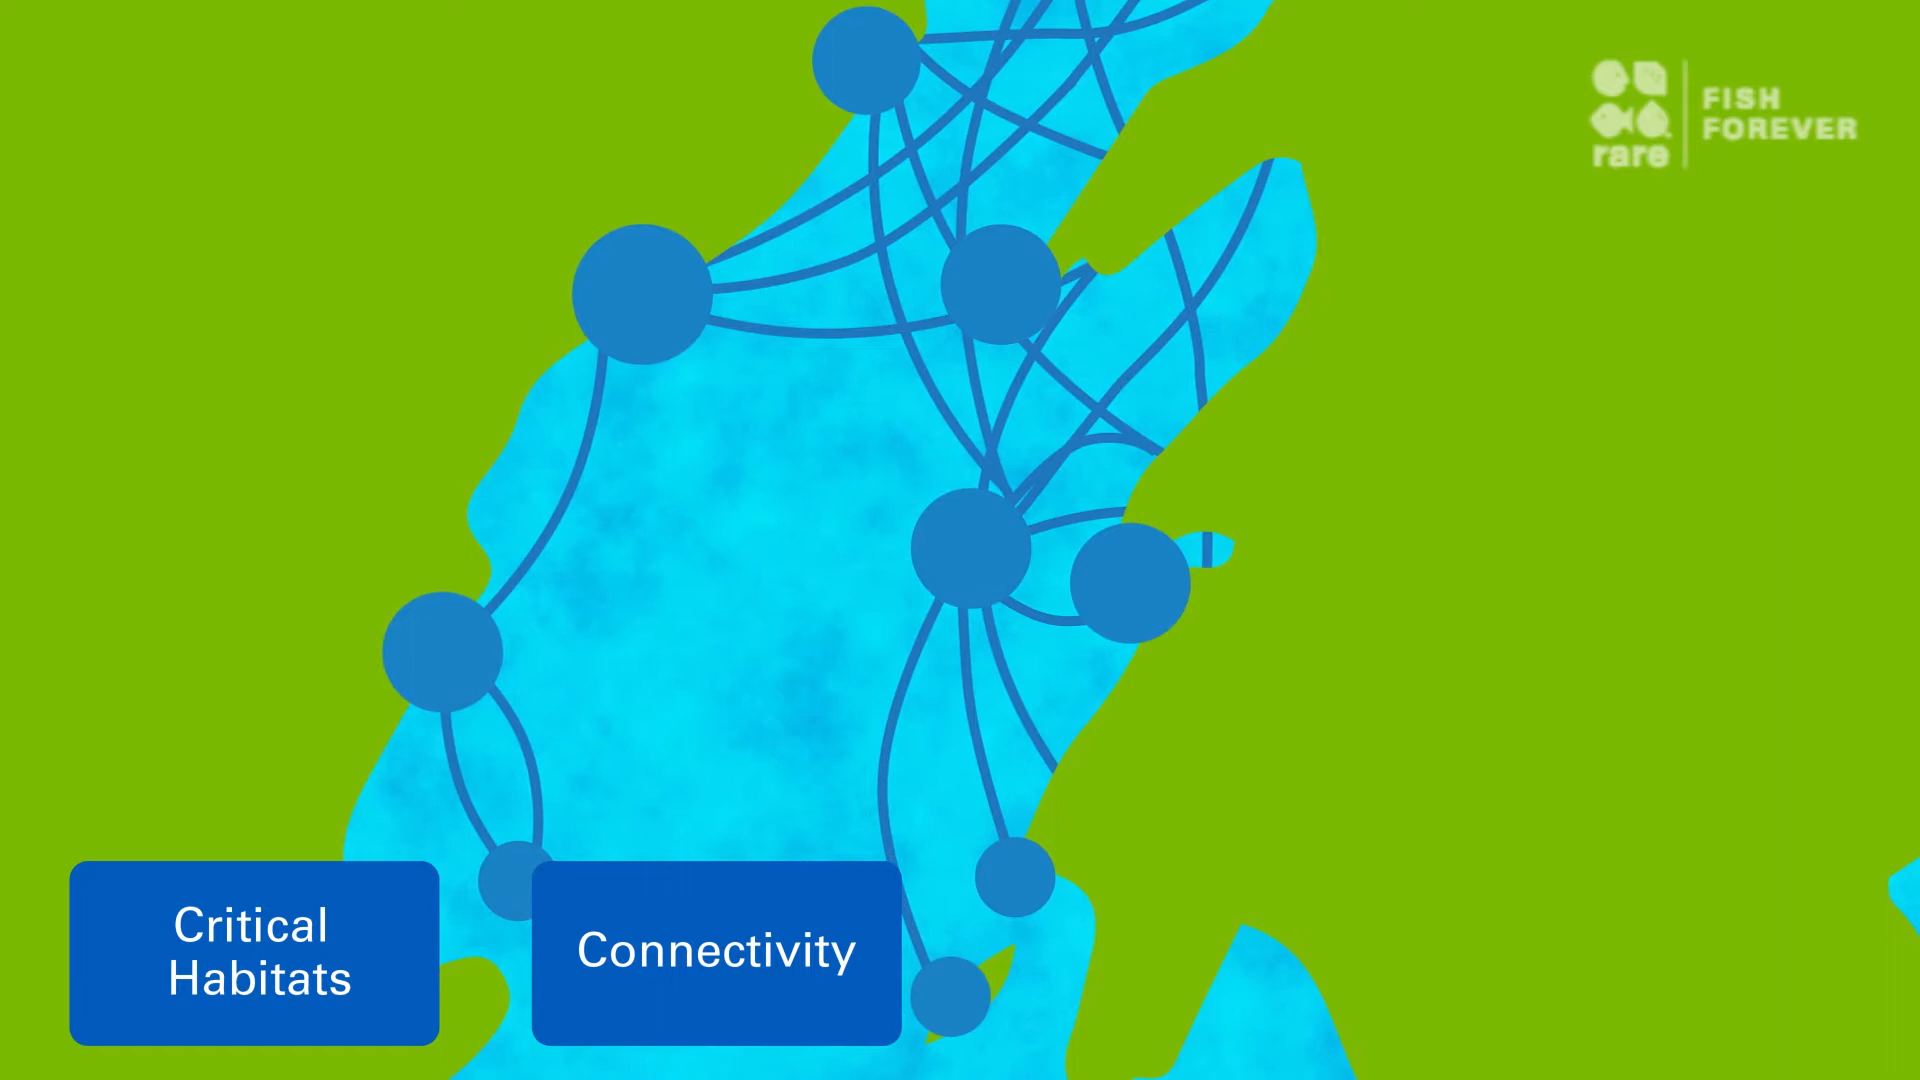 FISH
FOREVER
rare
Critical
Habitats
Connectivity